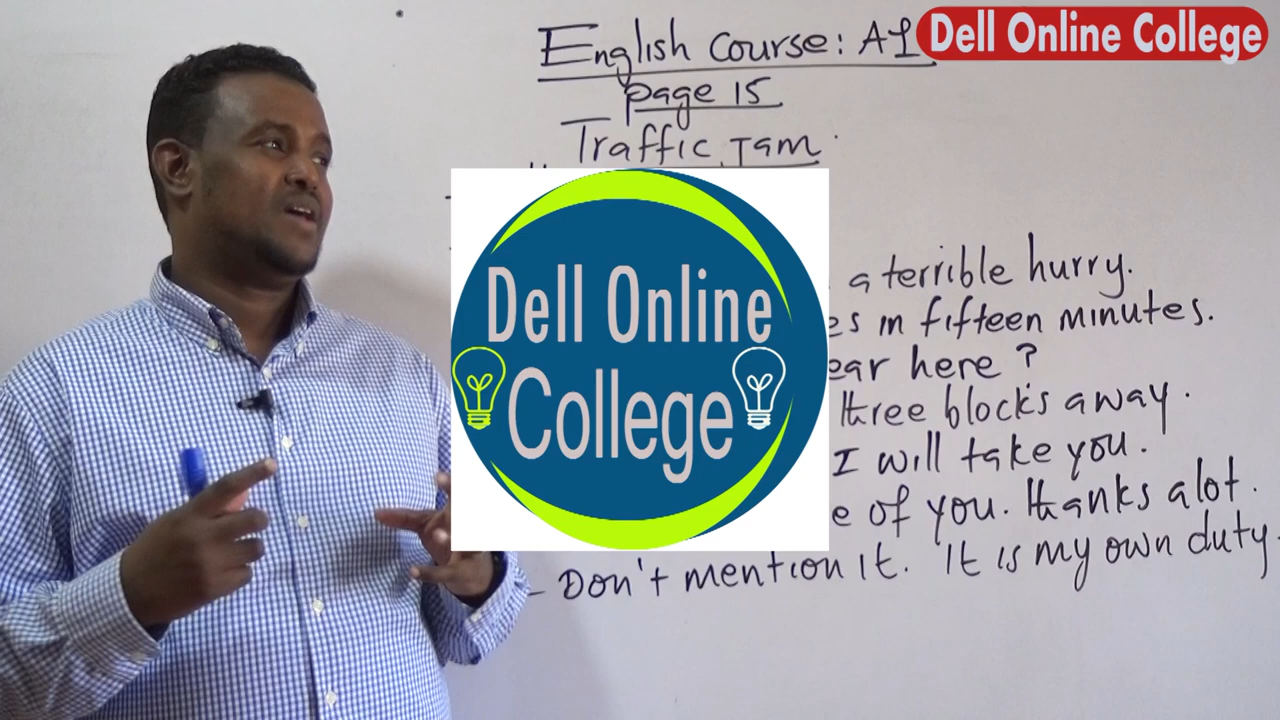 English course: A1
Dell Online College
page 15
Traffic Jam
a terrible hurry.
es in fifteen minutes.
ear here ?
three blocks away.
I will take you.
e of you. thanks alot.
- Don't mention it. It is my own duty.
Dell Online
College